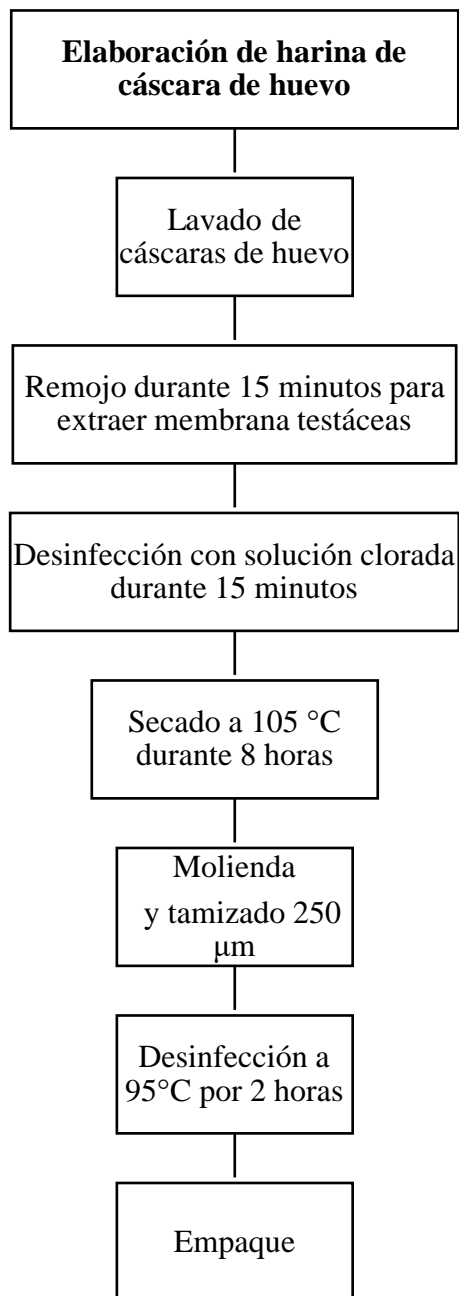 Elaboración de harina de
cáscara de huevo
Lavado de
cáscaras de huevo
Remojo durante 15 minutos para
extraer membrana testáceas
Desinfección con solución clorada
durante 15 minutos
Secado a 105 °C
durante 8 horas
Molienda
y tamizado 250
μm
Desinfección a
95°C por 2 horas
Empaque